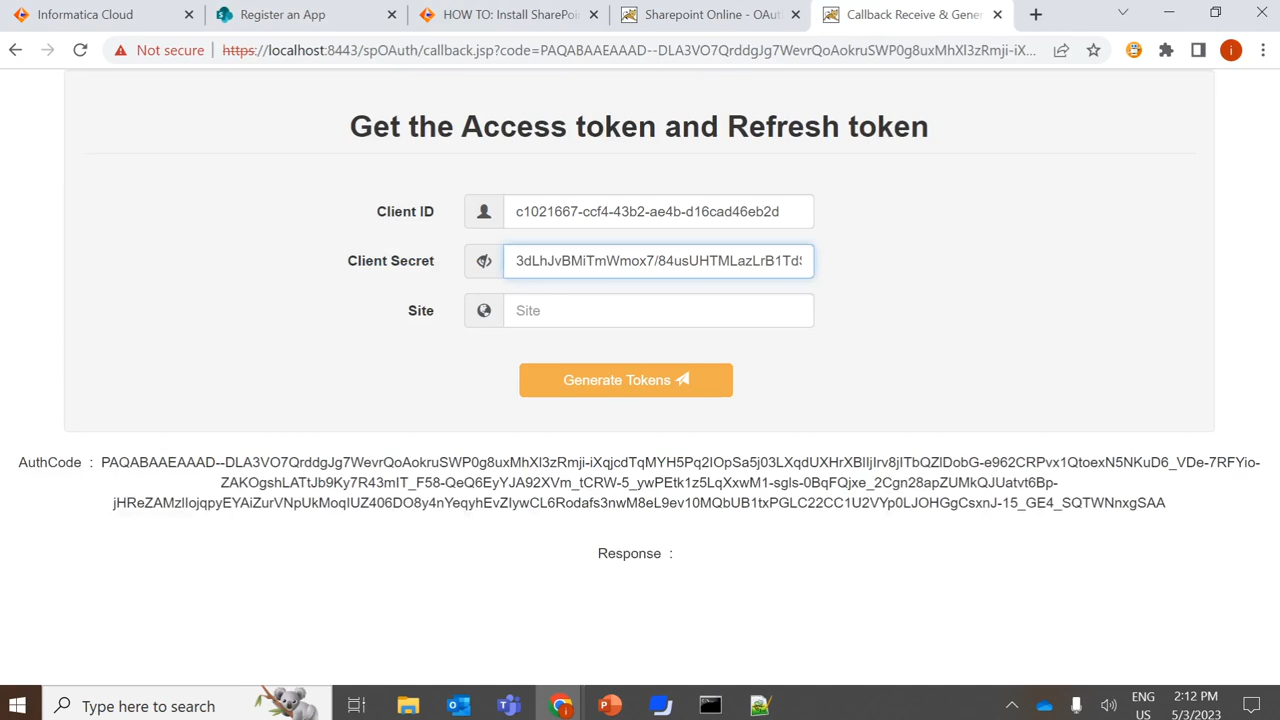 Informatica Cloud
Register an App
HOW TO: Install SharePoi
Sharepoint Online - OAut
Callback Receive & Gener
Not secure
https://localhost:8443/spOAuth/callback.jsp?code=PAQABAAEAAAD--DLA3VO7QrddgJg7WevrQoAokruSWP0g8uxMhXl3zRmji-iX...
Get the Access token and Refresh token
Client ID
c1021667-ccf4-43b2-ae4b-d16cad46eb2d
Client Secret
3dLhJvBMiTmWmox7/84usUHTMLazLrB1TdS
Site
Site
Generate Tokens
AuthCode : PAQABAAEAAAD--DLA3VO7QrddgJg7WevrQoAokruSWP0g8uxMhXl3zRmji-iXqjcdTqMYH5Pq2IOpSa5j03LXqdUXHrXBlIjIrv8jITbQZlDobG-e962CRPvx1QtoexN5NKuD6_VDe-7RFYio-
ZAKOgshLATtJb9Ky7R43mIT_F58-QeQ6EyYJA92XVm_tCRW-5_ywPEtk1z5LqXxwM1-sgls-0BqFQjxe_2Cgn28apZUMkQJUatvt6Bp-
jHReZAMzlIojqpyEYAiZurVNpUkMoqIUZ406DO8y4nYeqyhEvZIywCL6Rodafs3nwM8eL9ev10MQbUB1txPGLC22CC1U2VYp0LJOHGgCsxnJ-15_GE4_SQTWNnxgSAA
Response :
Type here to search
ENG
US
2:12 PM
5/3/2023